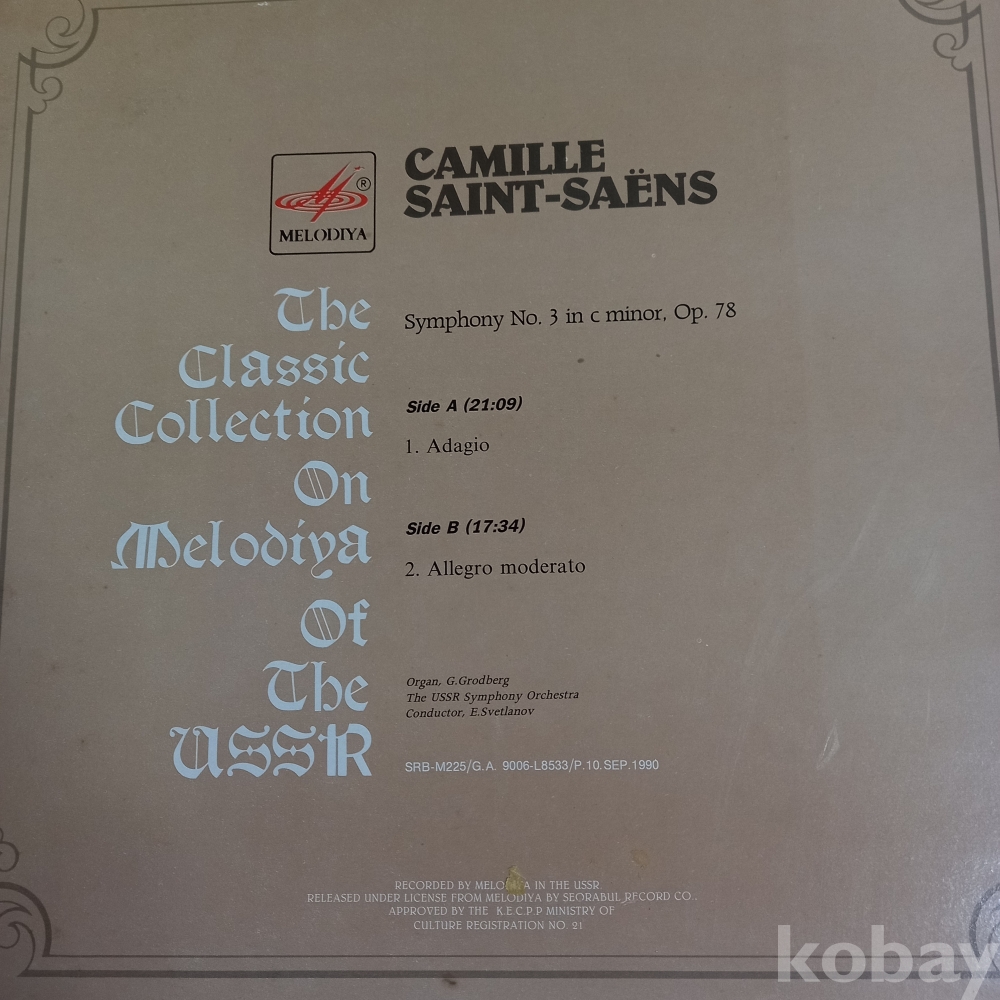 CAMILLE
SAINT-SAËNS
®
MELODIYA
The
Classic
Collection
On
Melodiya
Of
The
USSR
Symphony No. 3 in c minor, Op. 78
Side A (21:09)
1. Adagio
Side B (17:34)
2. Allegro moderato
Organ, G.Grodberg
The USSR Symphony Orchestra
Conductor, E.Svetlanov
SRB-M225/G.A. 9006-L8533/P.10.SEP.1990
RECORDED BY MELODIYA IN THE USSR.
RELEASED UNDER LICENSE FROM MELODIYA BY SEORABUL RECORD CO.
APPROVED BY THE K.E.C.P.P MINISTRY OF
CULTURE REGISTRATION NO. 21
kobay